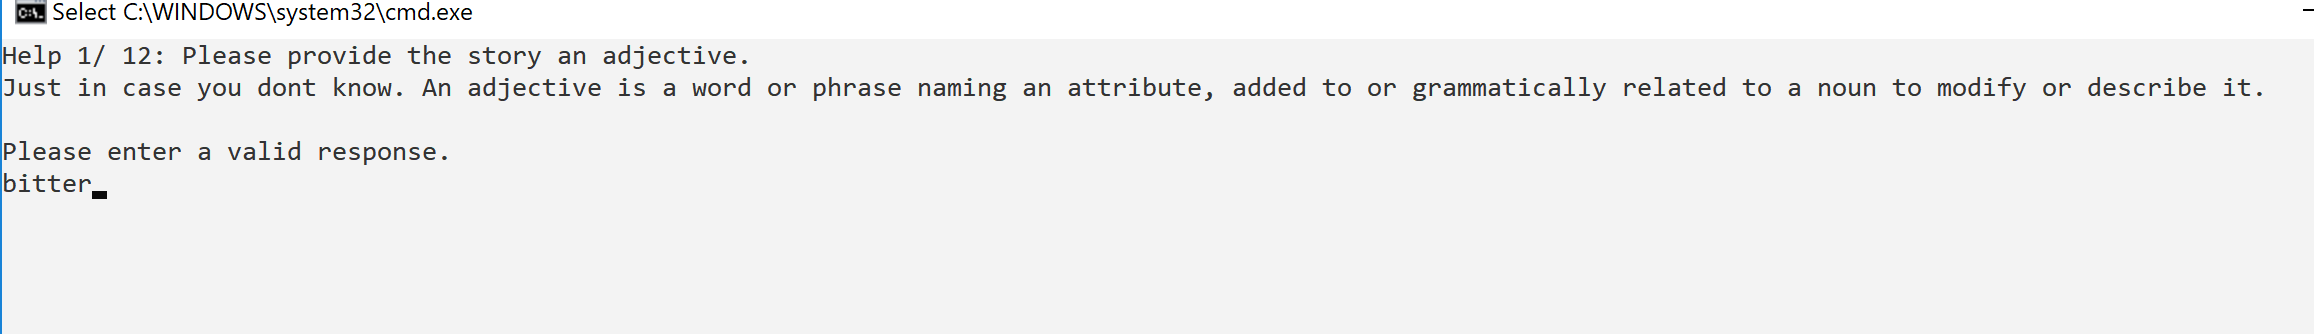 Select C:\WINDOWS\system32\cmd.exe
Help 1/ 12: Please provide the story an adjective.
Just in case you dont know. An adjective is a word or phrase naming an attribute, added to or grammatically related to a noun to modify or describe it.
Please enter a valid response.
bitter